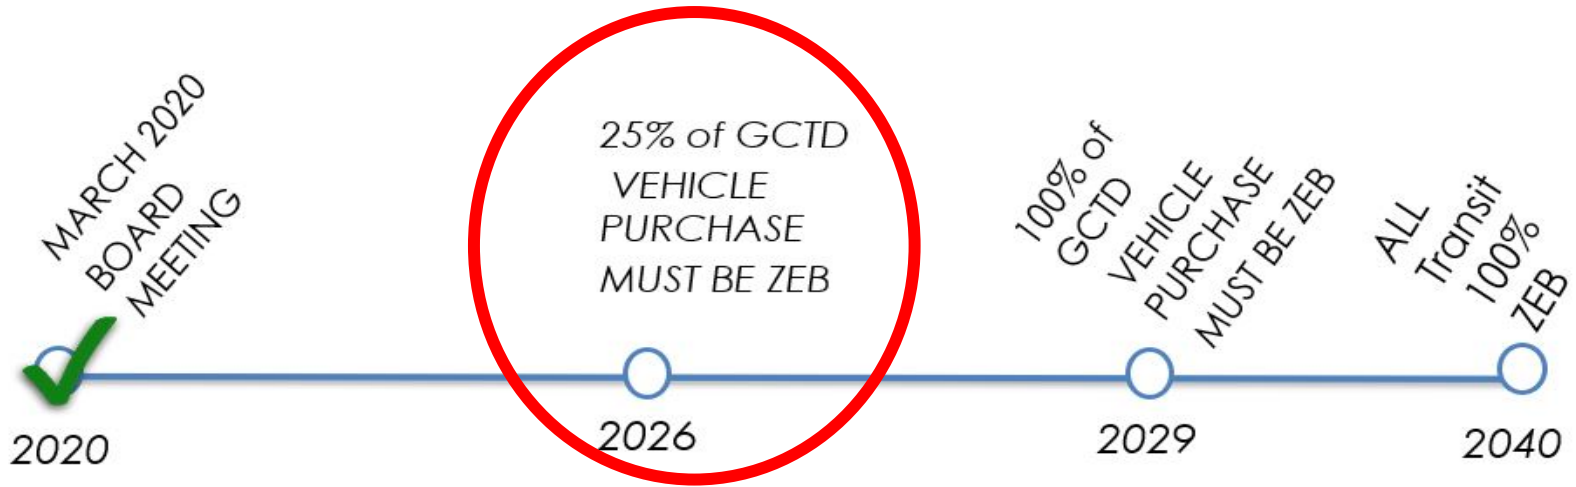 MARCH 2020
BOARD
MEETING
25% of GCTD
VEHICLE
PURCHASE
MUST BE ZEB
100% of
GCTD
VEHICLE
PURCHASE
MUST BE ZEB
ALL
Transit
100%
ZEB
2020
2026
2029
2040